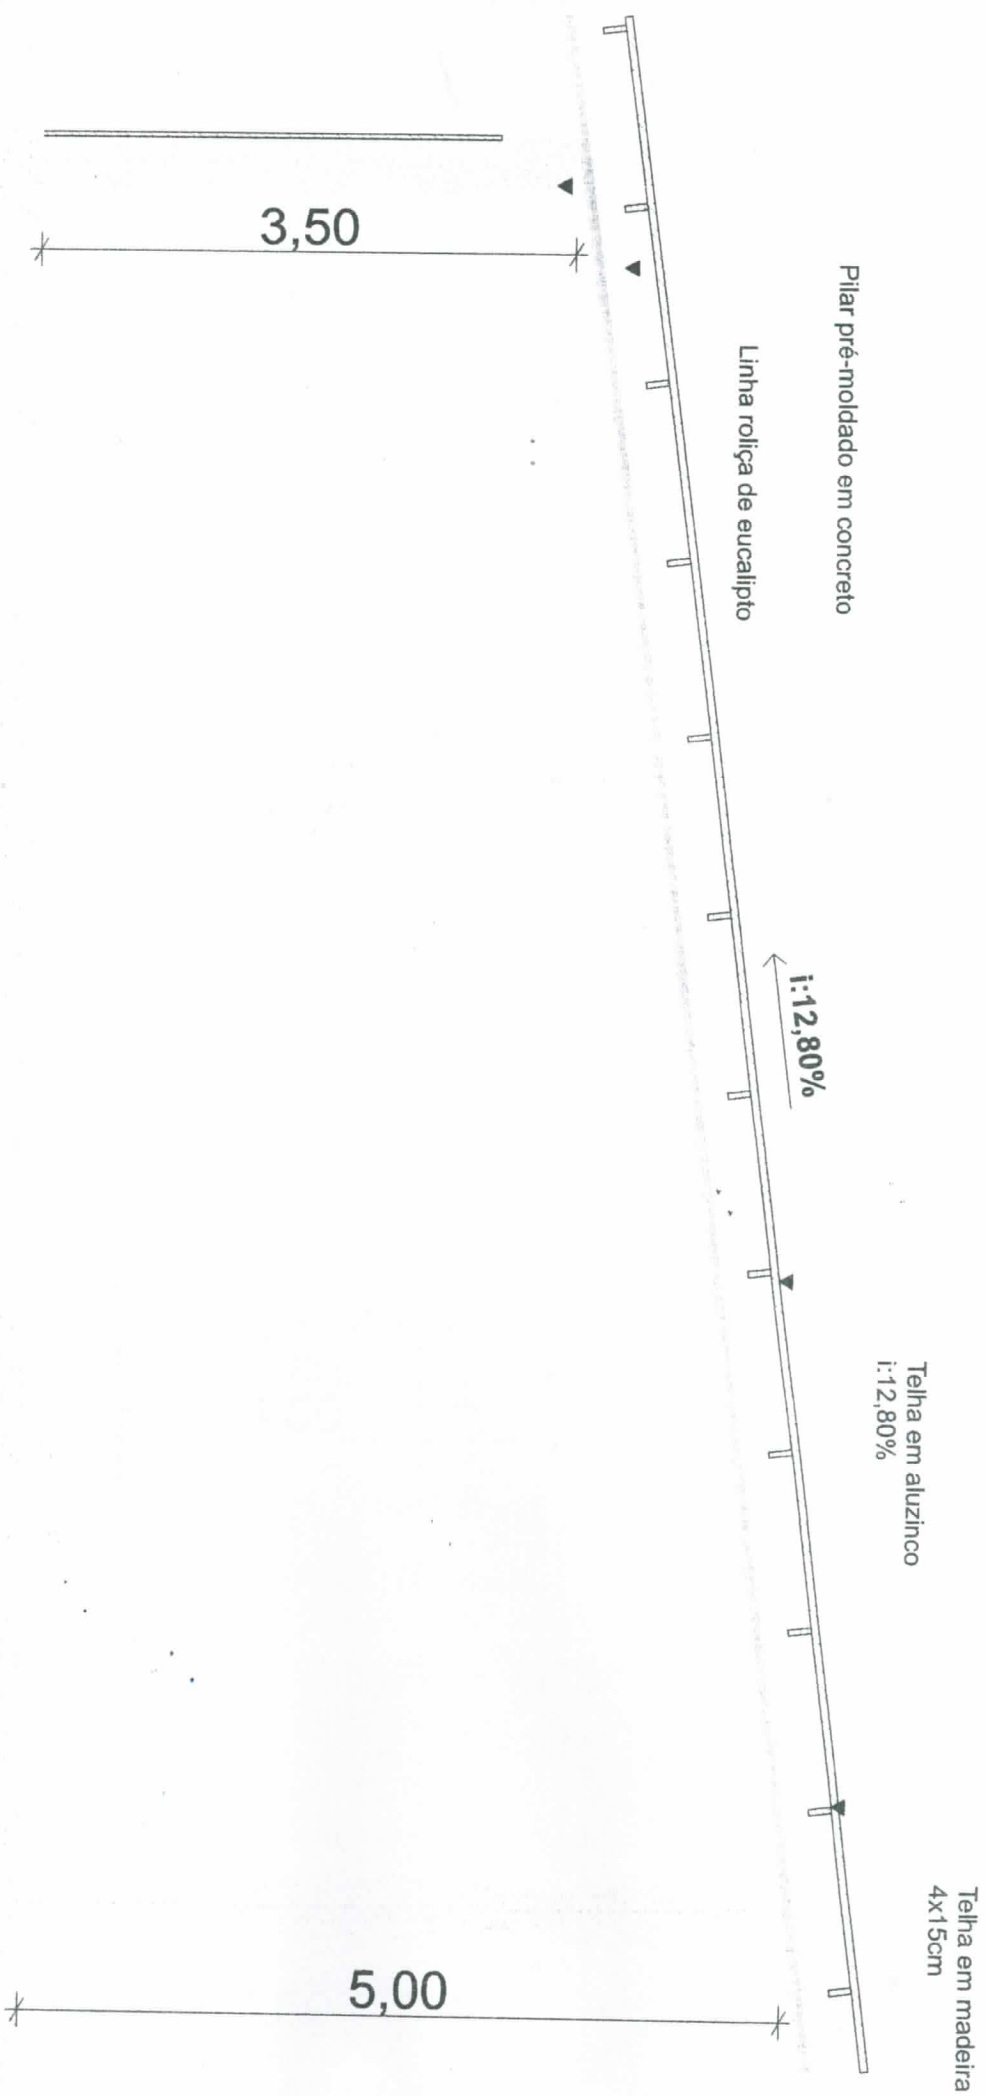 Pilar pré-moldado em concreto
Linha roliça de eucalipto
3,50
i:12,80%
Telha em aluzinco
i:12,80%
Telha em madeira
4x15cm
5,00